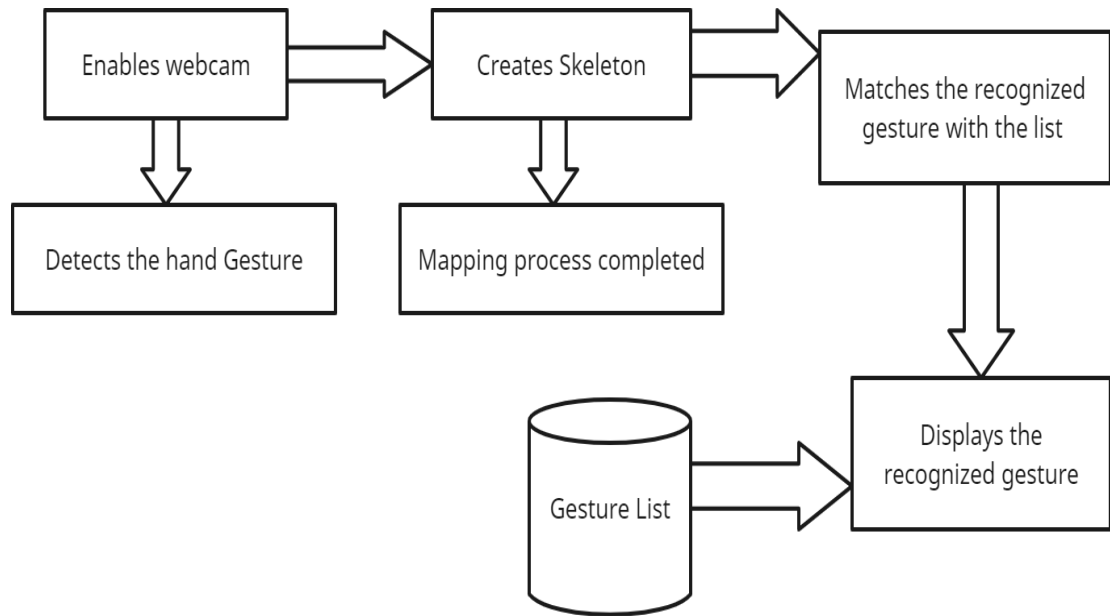 Enables webcam
Creates Skeleton
Matches the recognized
gesture with the list
Detects the hand Gesture
Mapping process completed
Displays the
recognized gesture
Gesture List